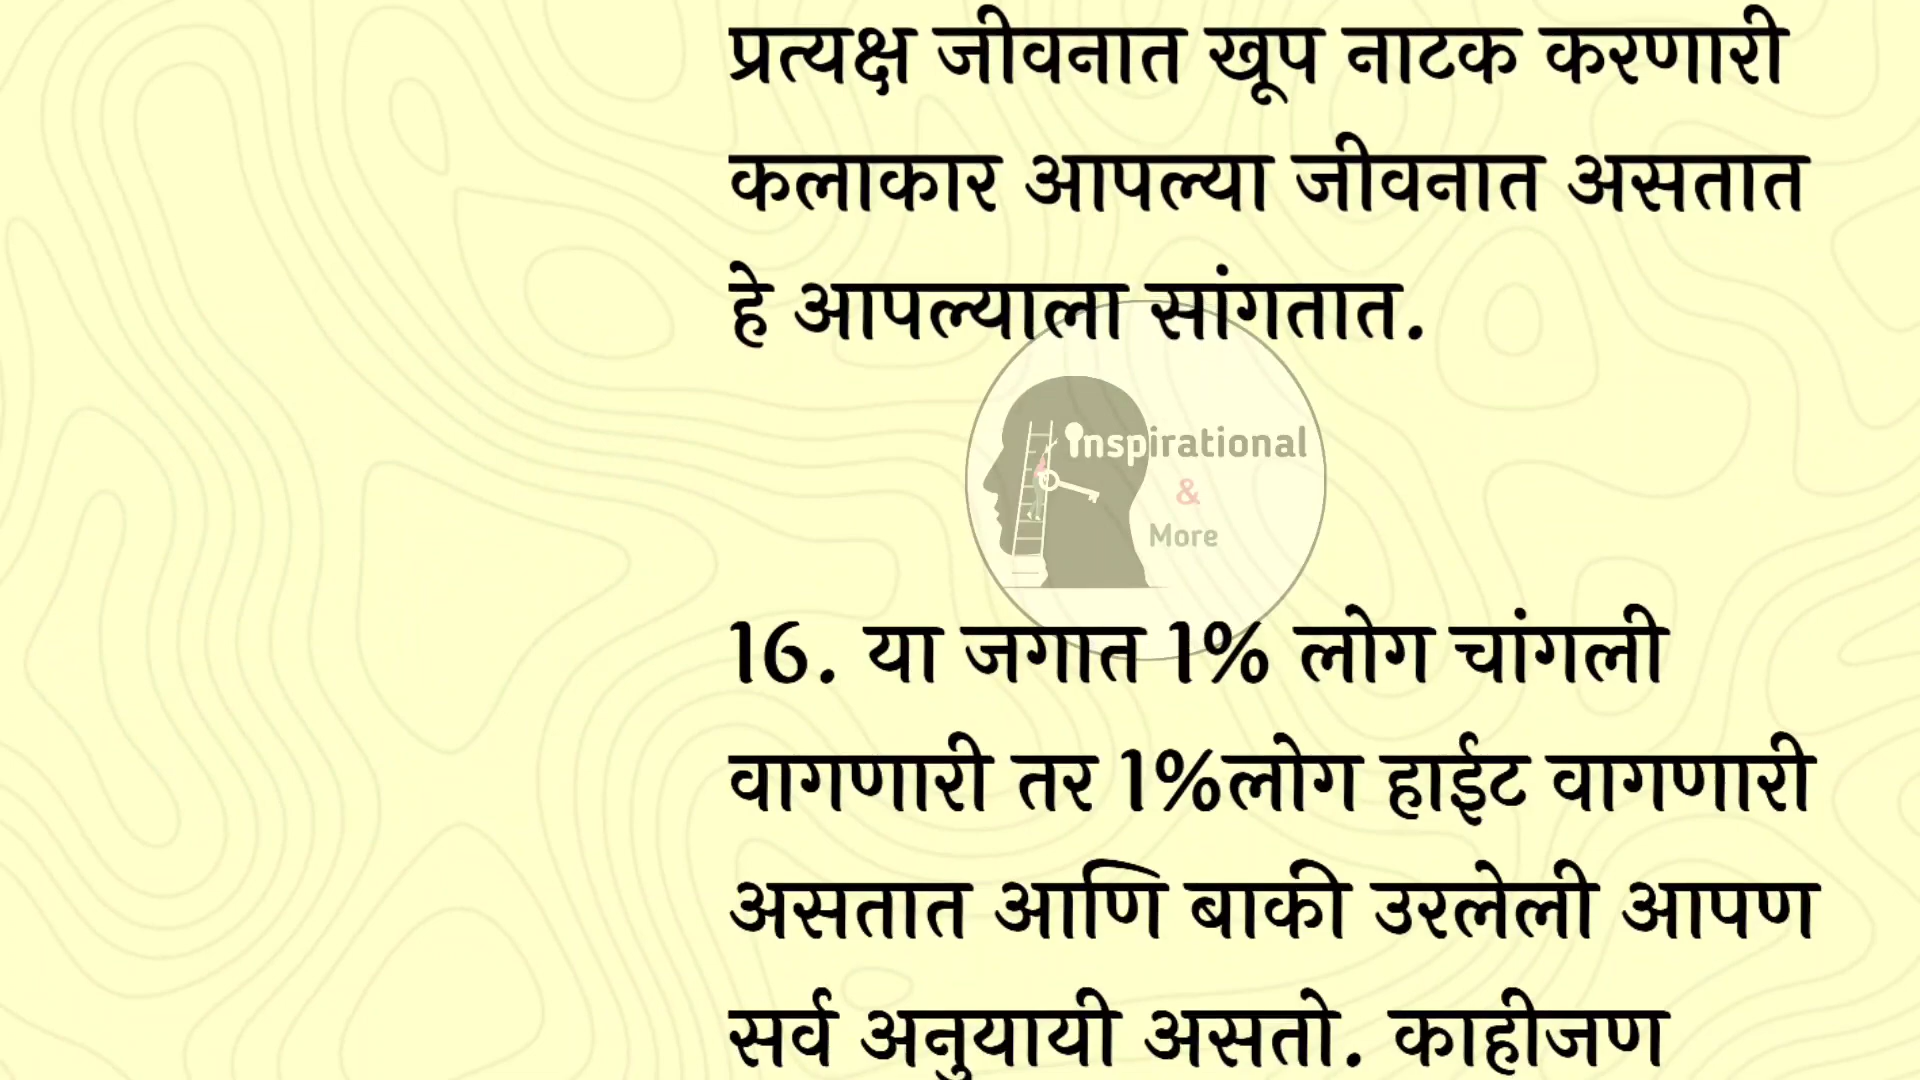 प्रत्यक्ष जीवनात खूप नाटक करणारी
कलाकार आपल्या जीवनात असतात
हे आपल्याला सांगतात.
inspirational
&
More
16. या जगात 1% लोग चांगली
वागणारी तर 1%लोग हाईट वागणारी
असतात आणि बाकी उरलेली आपण
सर्व अनुयायी असतो. काहीजण